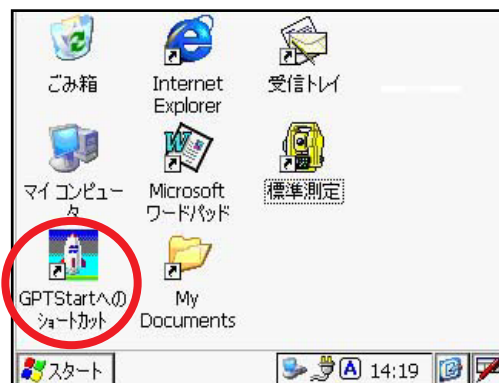 ごみ箱
Internet
Explorer
受信トレイ
マイ コンピュー
タ
Microsoft
ワードパッド
標準測定
GPTStartへの
ショートカット
My
Documents
スタート
A
14:19